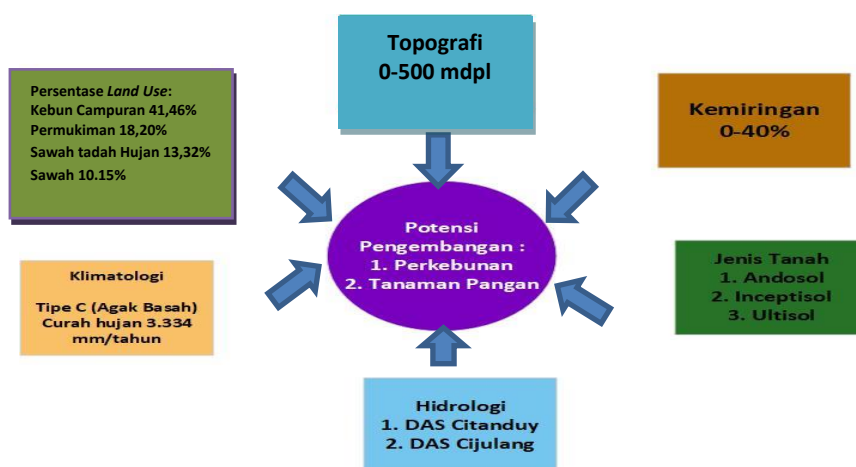 Topografi
0-500 mdpl
Persentase Land Use:
Kebun Campuran 41,46%
Permukiman 18,20%
Sawah tadah Hujan 13,32%
Sawah 10.15%
Kemiringan
0-40%
Potensi
Pengembangan :
1. Perkebunan
2. Tanaman Pangan
Klimatologi
Tipe C (Agak Basah)
Curah hujan 3.334
mm/tahun
Jenis Tanah
1. Andosol
2. Inceptisol
3. Ultisol
Hidrologi
1. DAS Citanduy
2. DAS Cijulang